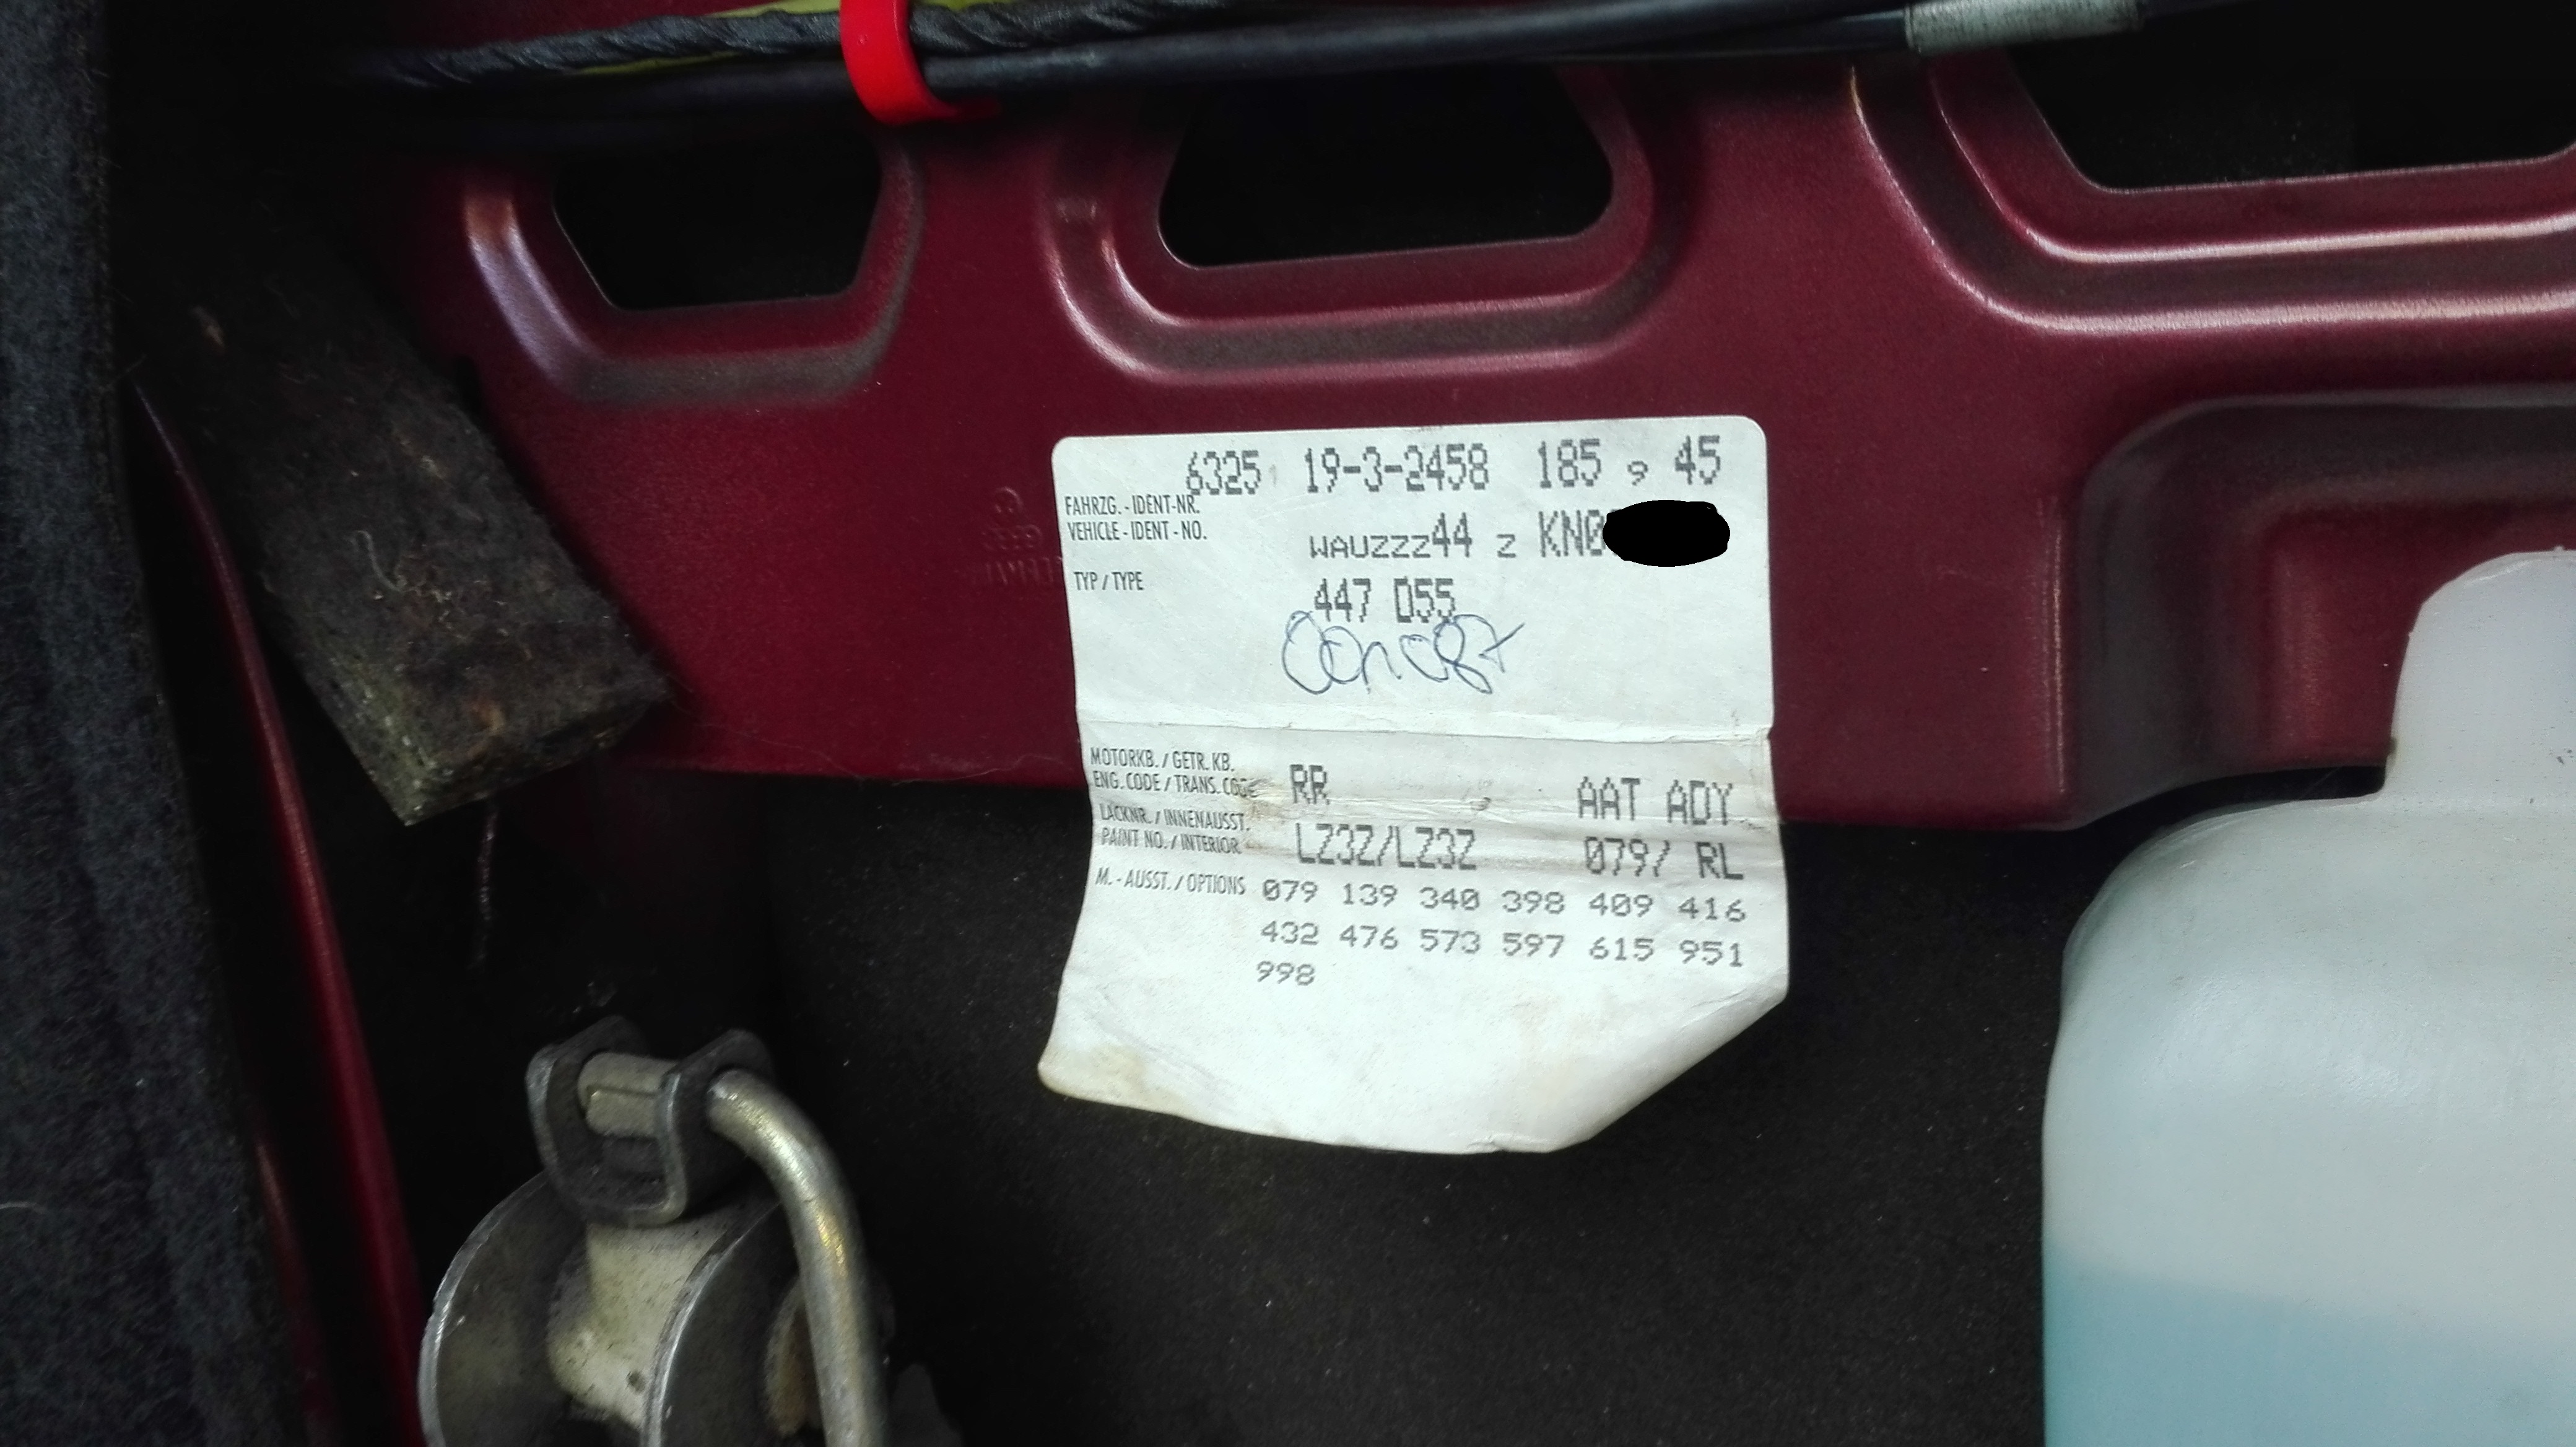 6325 19-3-2458 185 9 45
FAHRZG. - IDENT-NR.
VEHICLE - IDENT - NO.
WAUZZZ44 Z KN0
TYP / TYPE
447 D55
MOTORKB. / GETR. KB.
ENG. CODE / TRANS. CODE
RR AAT ADY
LACKNR. / INNENAUSST.
PAINT NO. / INTERIOR
LZ3Z/LZ3Z 079/ RL
M. - AUSST. / OPTIONS
079 139 340 398 409 416
432 476 573 597 615 951
998